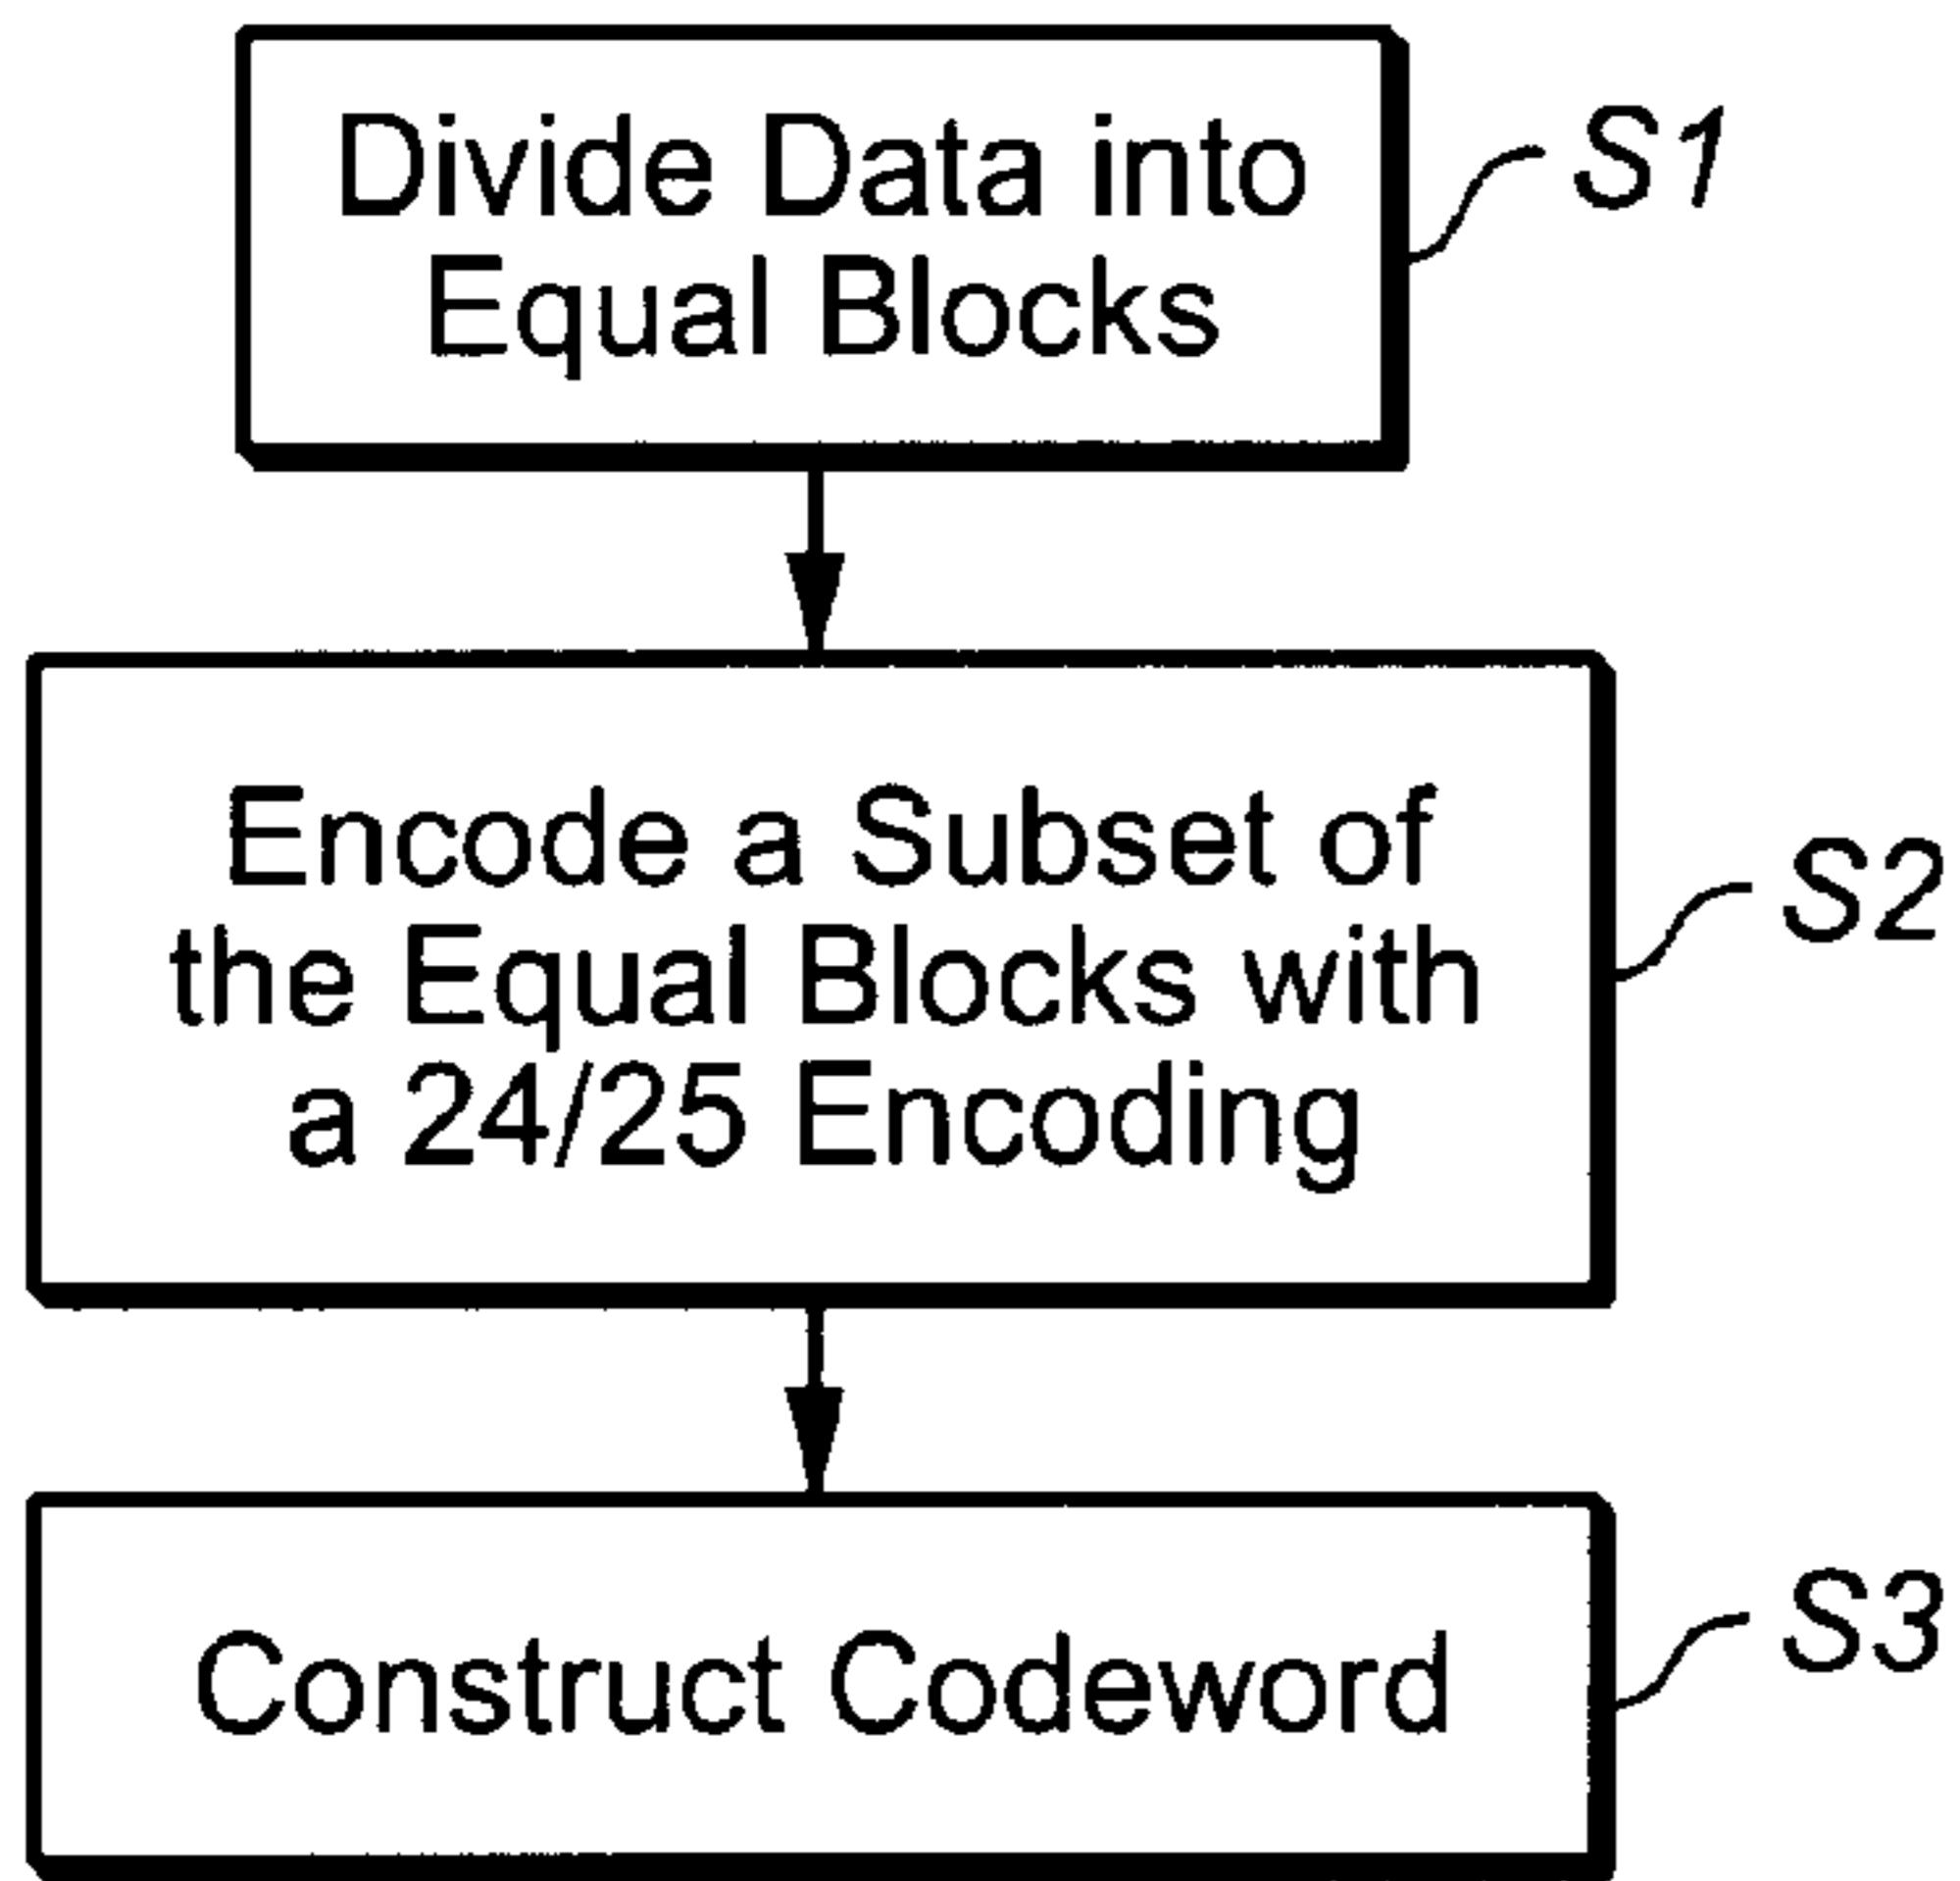 Divide Data into
Equal Blocks
S1
Encode a Subset of
the Equal Blocks with
a 24/25 Encoding
S2
Construct Codeword
S3